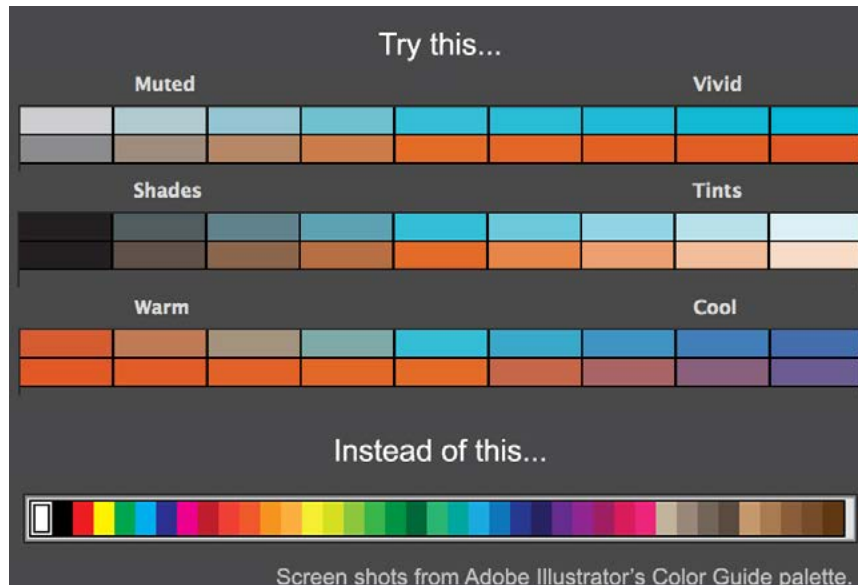 Try this...
Muted Vivid
Shades Tints
Warm Cool
Instead of this...
Screen shots from Adobe Illustrator's Color Guide palette.